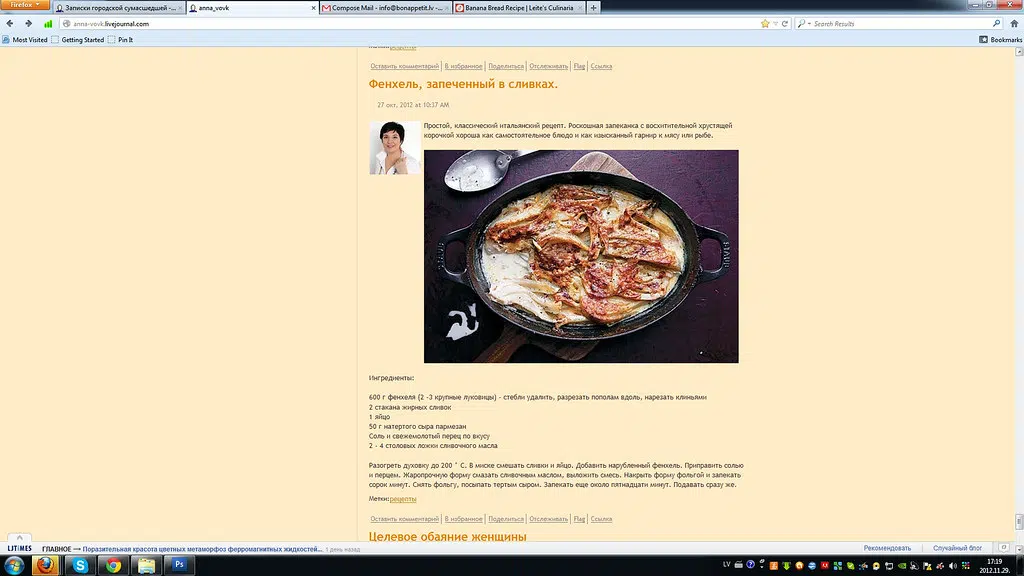 Firefox
Записки городской сумасшедшей -...
anna_vovk
Compose Mail - info@bonappetit.lv -...
Banana Bread Recipe | Leite's Culinaria
anna-vovk.livejournal.com
Search Results
Most Visited
Getting Started
Pin It
Bookmarks
рецепты
Оставить комментарий | В избранное | Поделиться | Отслеживать | Flag | Ссылка
Фенхель, запеченный в сливках.
27 окт, 2012 at 10:37 AM
Простой, классический итальянский рецепт. Роскошная запеканка с восхитительной хрустящей
корочкой хороша как самостоятельное блюдо и как изысканный гарнир к мясу или рыбе.
STAUB
Ингредиенты:
600 г фенхеля (2 -3 крупные луковицы) - стебли удалить, разрезать пополам вдоль, нарезать клиньями
2 стакана жирных сливок
1 яйцо
50 г натертого сыра пармезан
Соль и свежемолотый перец по вкусу
2 - 4 столовых ложки сливочного масла
Разогреть духовку до 200 ° С. В миске смешать сливки и яйцо. Добавить нарубленный фенхель. Приправить солью
и перцем. Жаропрочную форму смазать сливочным маслом, выложить смесь. Накрыть форму фольгой и запекать
сорок минут. Снять фольгу, посыпать тертым сыром. Запекать еще около пятнадцати минут. Подавать сразу же.
Метки:рецепты
Оставить комментарий | В избранное | Поделиться | Отслеживать | Flag | Ссылка
Целевое обаяние женщины
LJTIMES
ГЛАВНОЕ → Поразительная красота цветных метаморфоз ферромагнитных жидкостей... 1 день назад
Рекомендовать
Случайный блог
LV
17:19
2012.11.29.